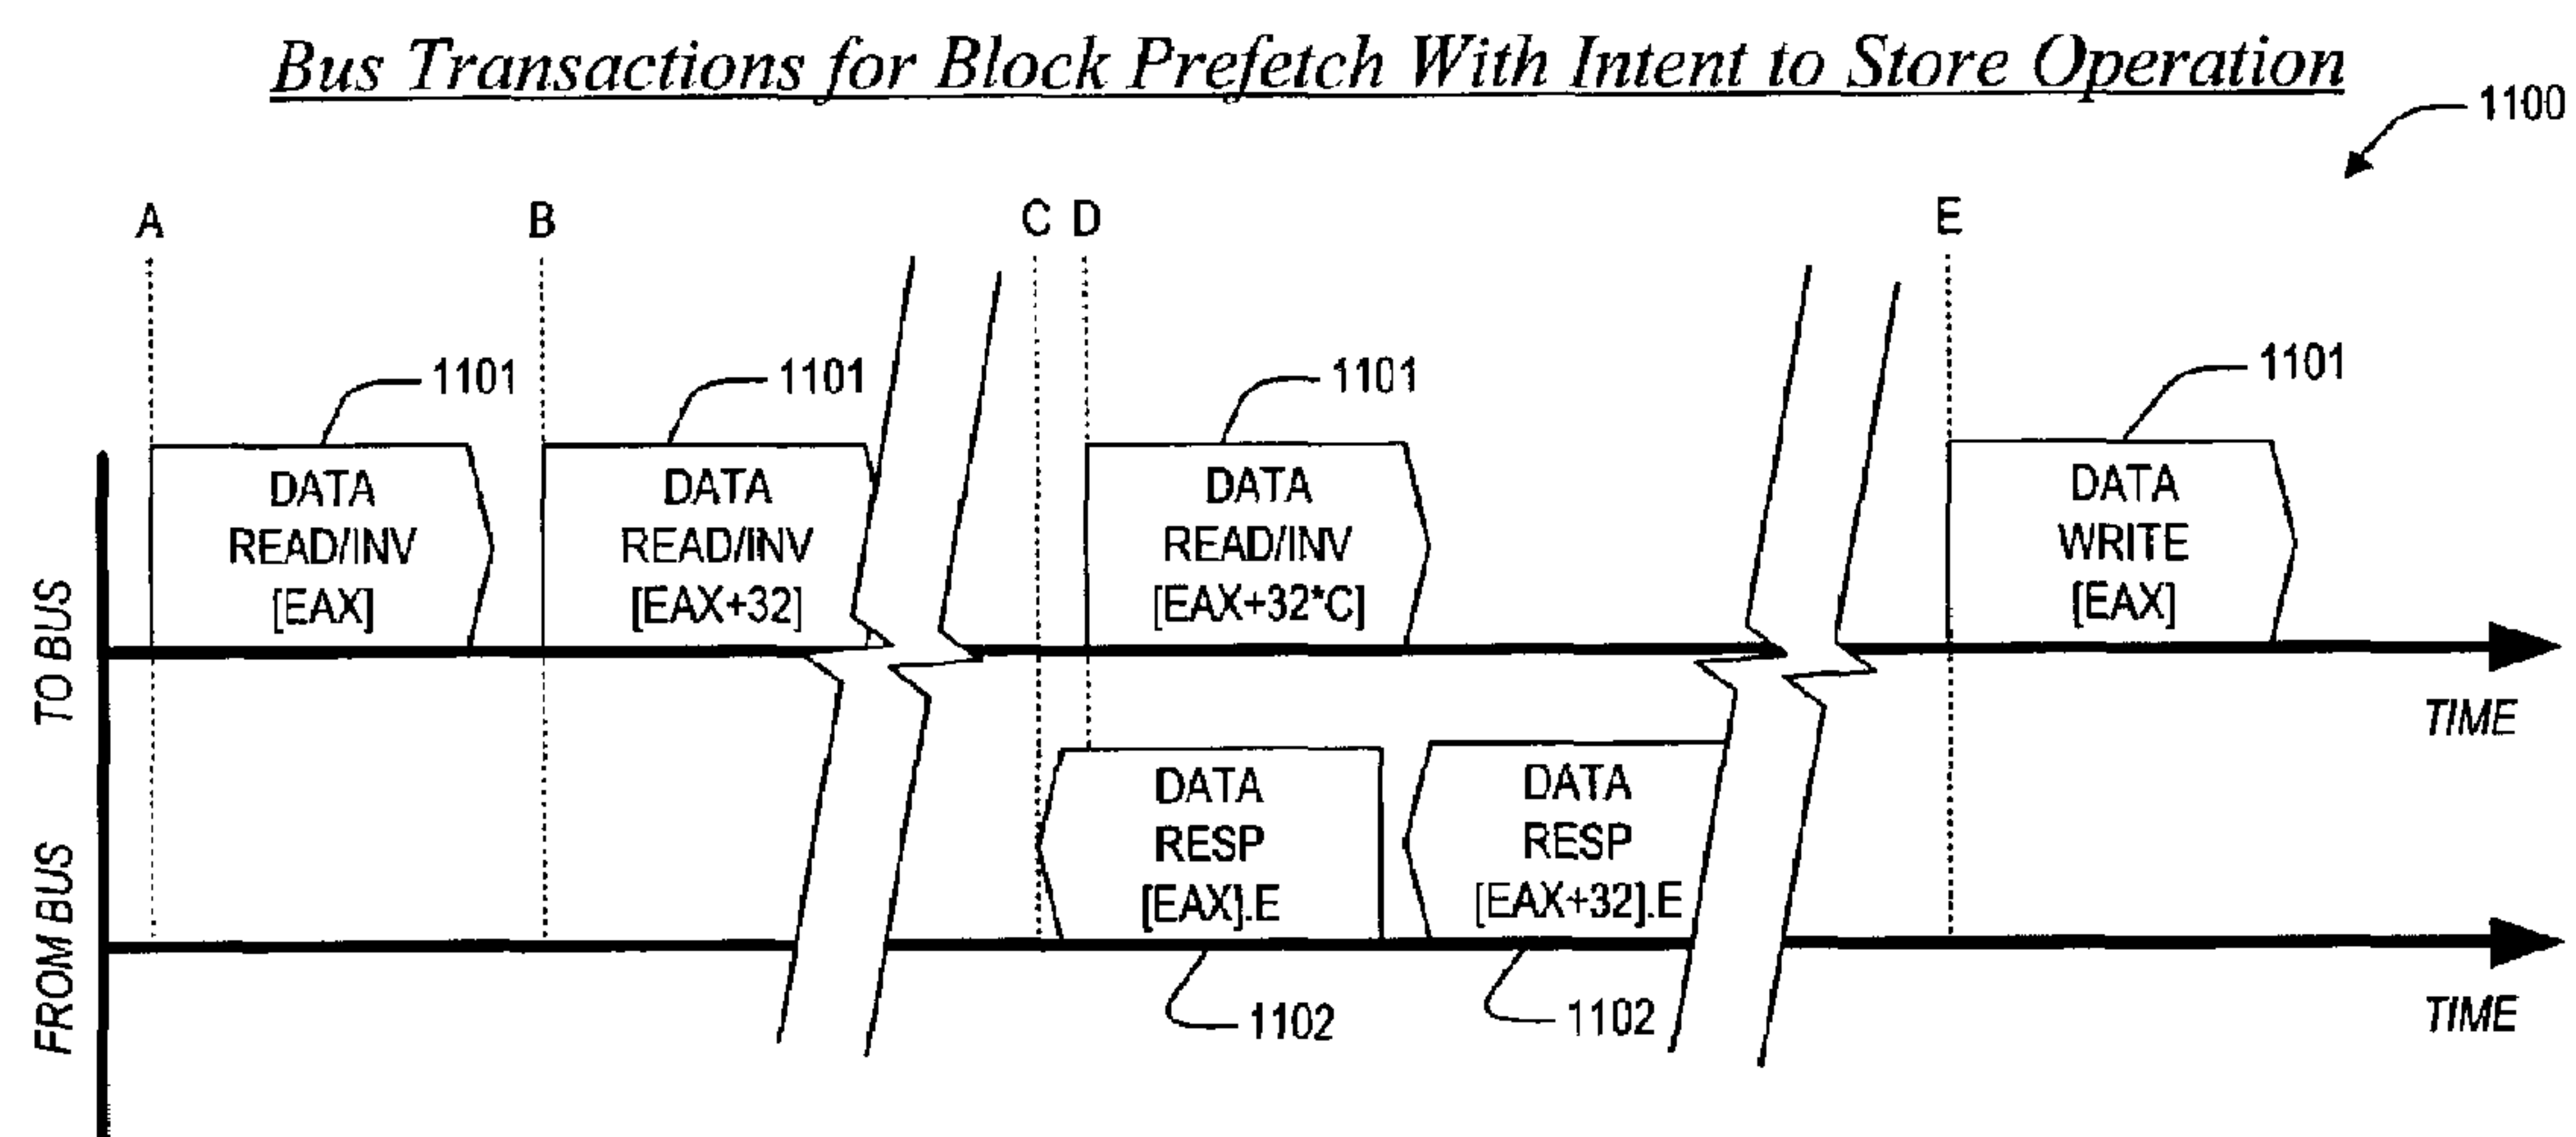 Bus Transactions for Block Prefetch With Intent to Store Operation
1100
A
B
C
D
E
1101
1101
1101
1101
DATA
READ/INV
[EAX]
DATA
READ/INV
[EAX+32]
DATA
READ/INV
[EAX+32*C]
DATA
WRITE
[EAX]
TO BUS
TIME
DATA
RESP
[EAX].E
DATA
RESP
[EAX+32].E
FROM BUS
1102
1102
TIME